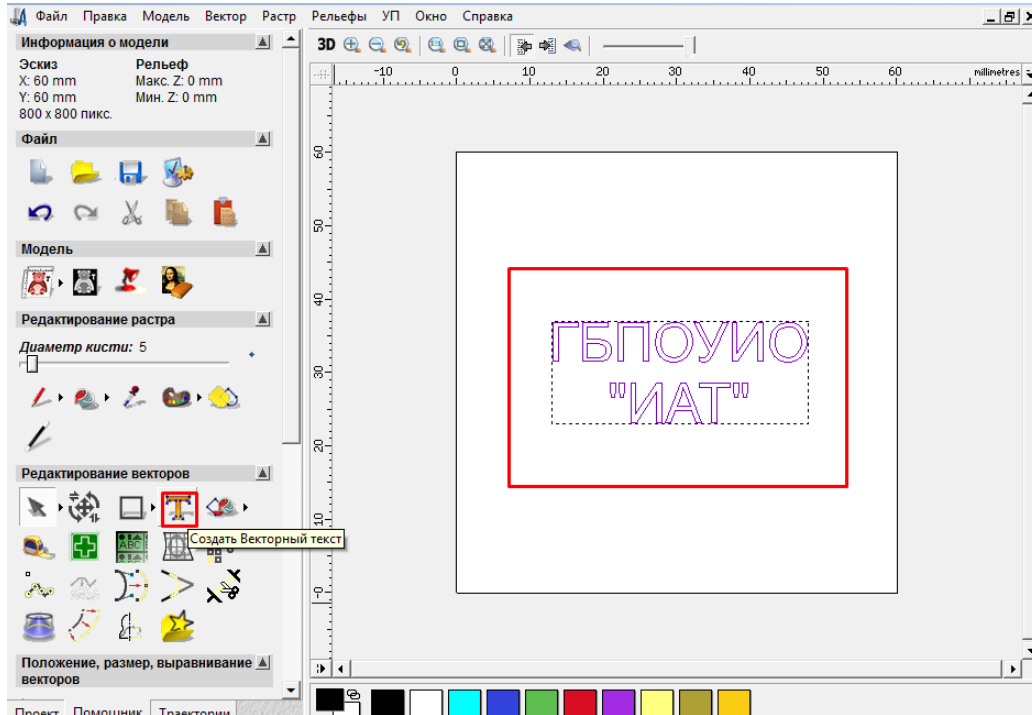 Файл Правка Модель Вектор Растр Рельефы УП Окно Справка
Информация о модели
Эскиз Рельеф
X: 60 mm Макс. Z: 0 mm
Y: 60 mm Мин. Z: 0 mm
800 x 800 пикс.
Файл
Модель
Редактирование растра
Диаметр кисти: 5
Редактирование векторов
Создать Векторный текст
Положение, размер, выравнивание
векторов
Проект Помощник Траектории
3D
-10 0 10 20 30 40 50 60 millimetres
60
50
40
30
20
10
0
ГБПОУИО
"ИАТ"